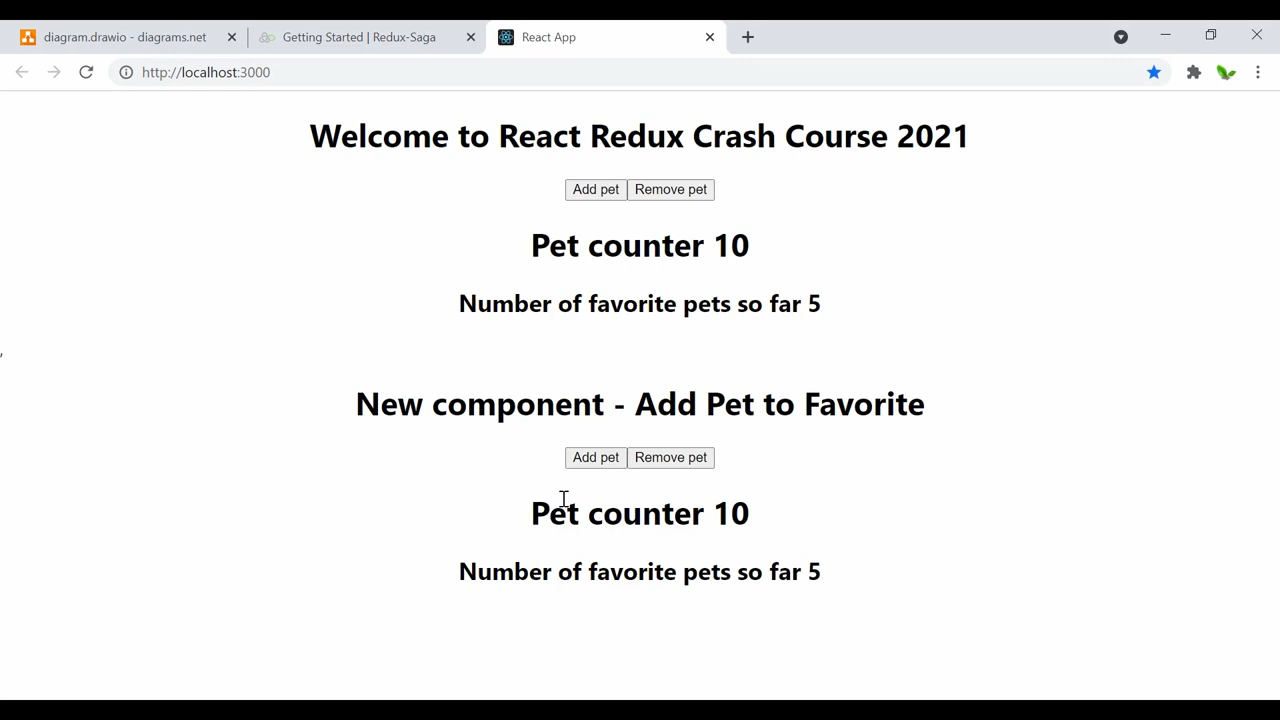 diagram.drawio - diagrams.net
Getting Started | Redux-Saga
React App
http://localhost:3000
Welcome to React Redux Crash Course 2021
Add pet Remove pet
Pet counter 10
Number of favorite pets so far 5
,
New component - Add Pet to Favorite
Add pet Remove pet
Pet counter 10
Number of favorite pets so far 5